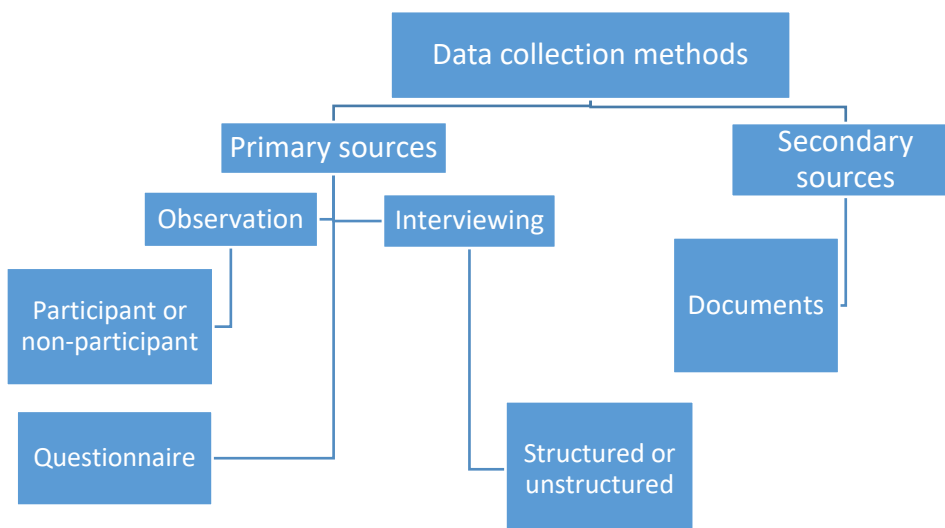 Data collection methods
Primary sources
Secondary
sources
Observation
Interviewing
Participant or
non-participant
Documents
Questionnaire
Structured or
unstructured